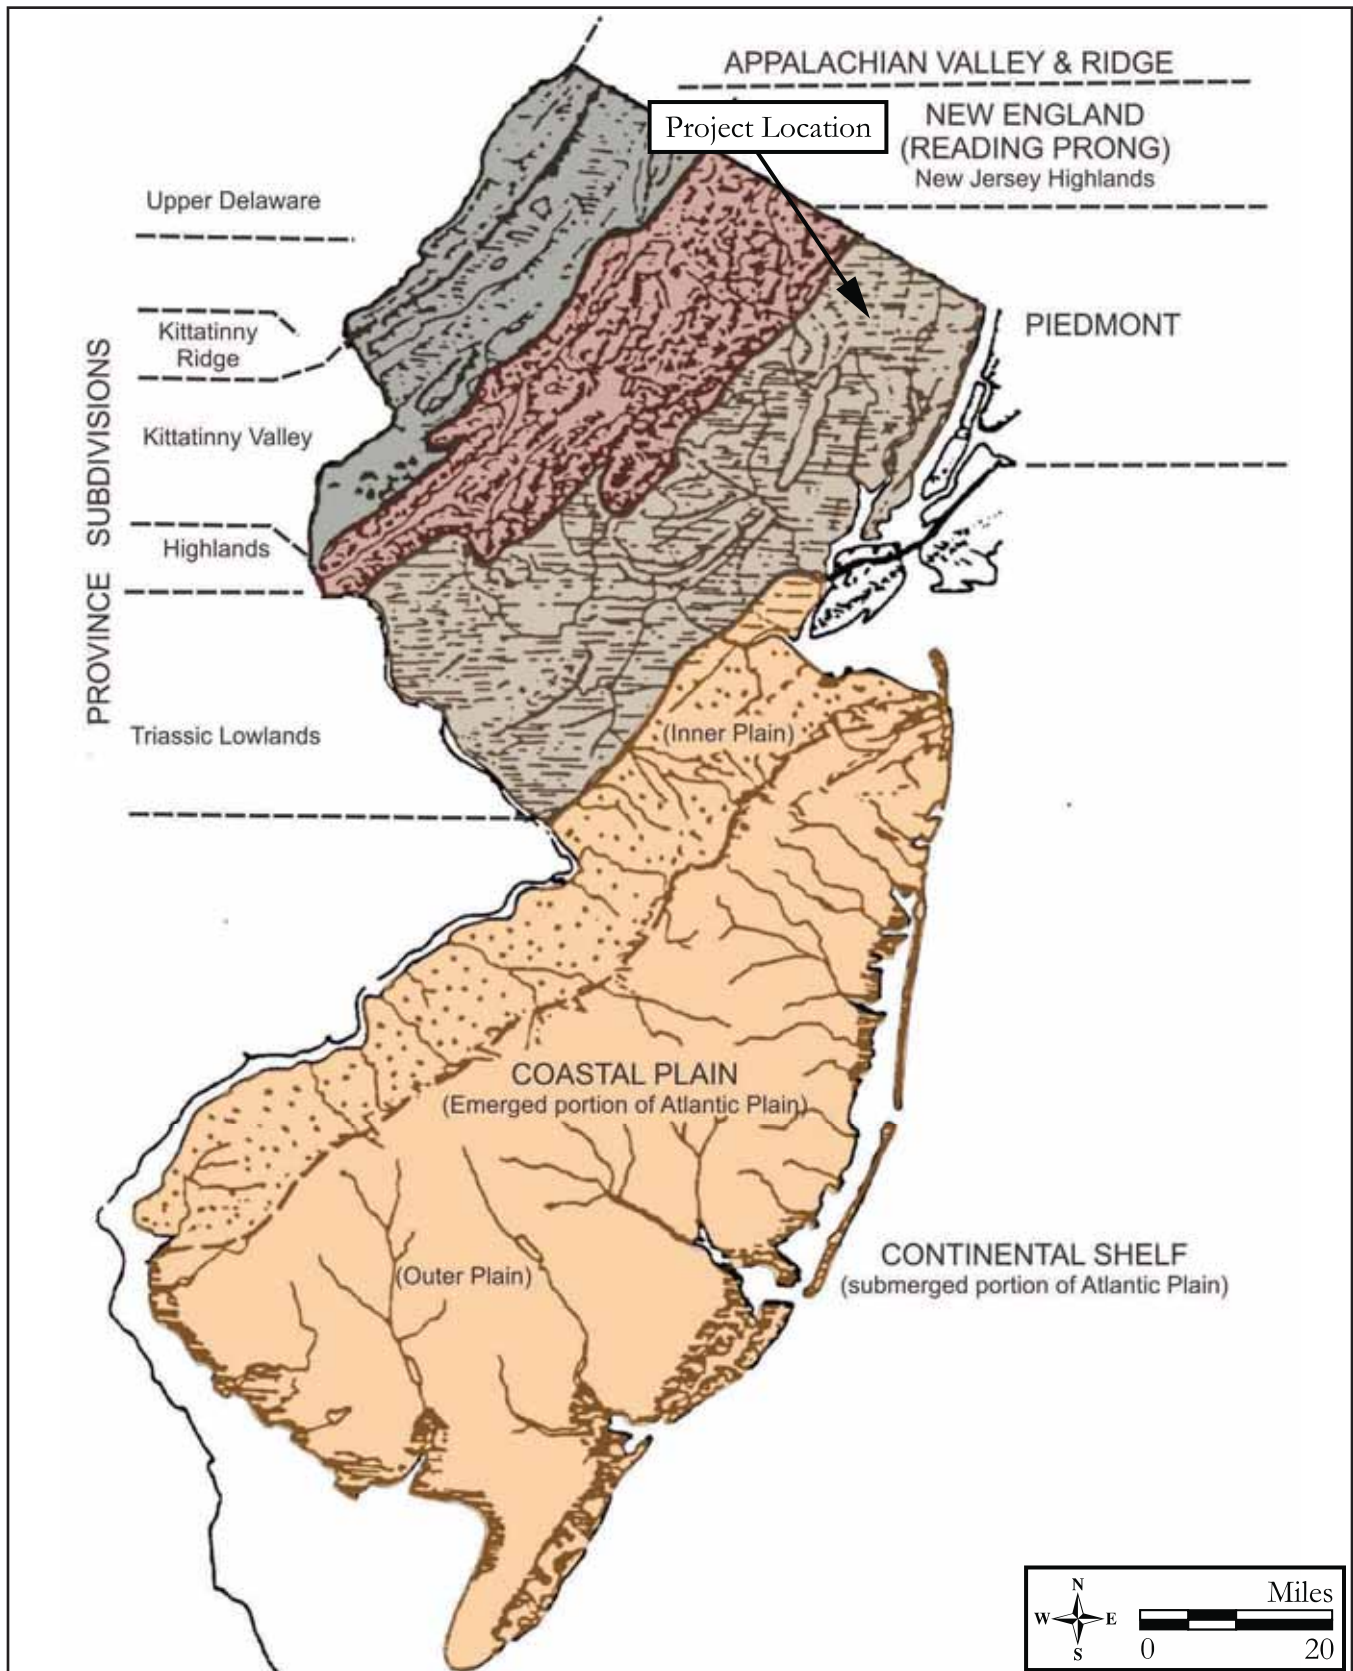 APPALACHIAN VALLEY & RIDGE
Project Location
NEW ENGLAND
(READING PRONG)
New Jersey Highlands
Upper Delaware
Kittatinny
Ridge
PIEDMONT
PROVINCE SUBDIVISIONS
Kittatinny Valley
Highlands
Triassic Lowlands
(Inner Plain)
COASTAL PLAIN
(Emerged portion of Atlantic Plain)
(Outer Plain)
CONTINENTAL SHELF
(submerged portion of Atlantic Plain)
N
W E
S
Miles
0 20